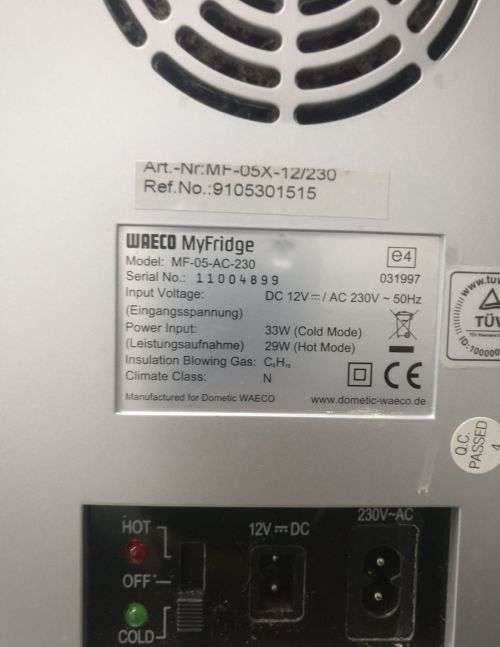 Art.-Nr:MF-05X-12/230
Ref.No.:9105301515
WAECO MyFridge
Model: MF-05-AC-230
e4
Serial No.: 11004899
031997
Input Voltage: DC 12V⎓/ AC 230V ~ 50Hz
(Eingangsspannung)
Power Input: 33W (Cold Mode)
(Leistungsaufnahme) 29W (Hot Mode)
Insulation Blowing Gas: C₅H₁₀
Climate Class: N
CE
Manufactured for Dometic WAECO www.dometic-waeco.de
TÜV
Q.C.
PASSED
4
HOT
OFF
COLD
12V⎓DC
230V~AC